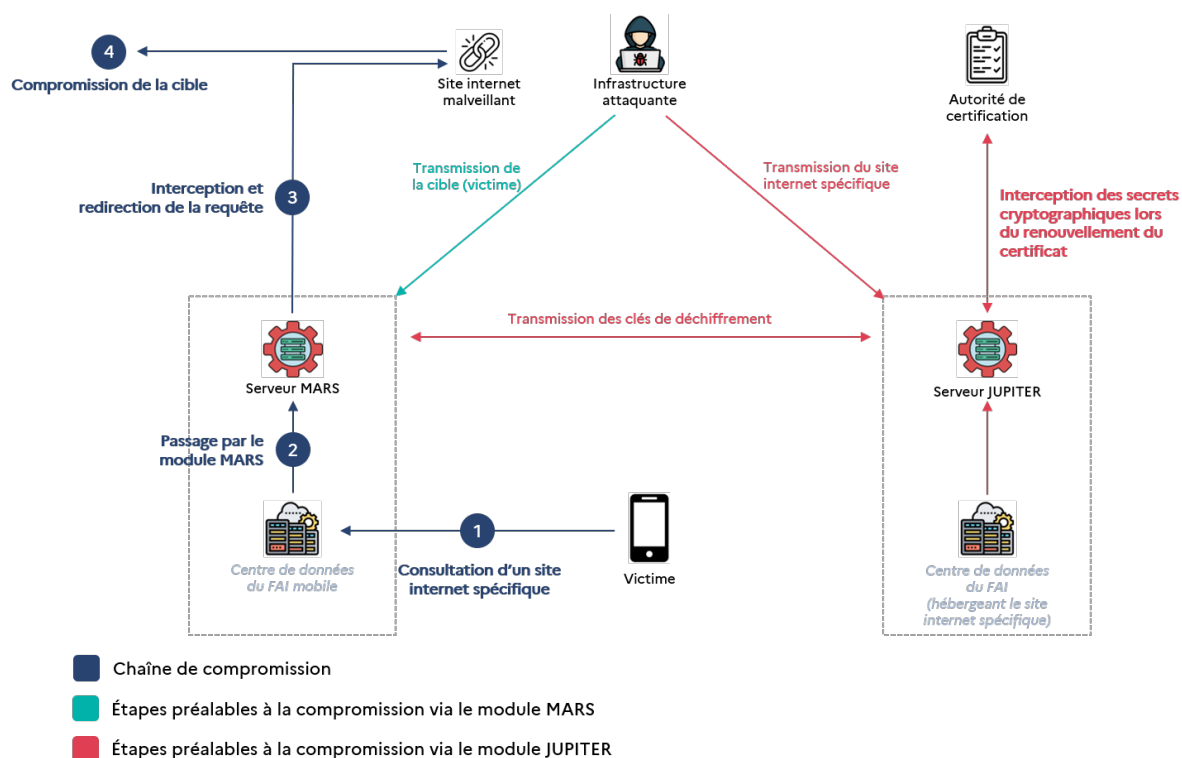 4
Compromission de la cible
Site internet
malveillant
Infrastructure
attaquante
Autorité de
certification
Transmission de
la cible (victime)
Transmission du site
internet spécifique
Interception et
redirection de la requête
3
Interception des secrets
cryptographiques lors
du renouvellement du
certificat
Transmission des clés de déchiffrement
Serveur MARS
Serveur JUPITER
Passage par le
module MARS
2
1
Consultation d’un site
internet spécifique
Victime
Centre de données
du FAI mobile
Centre de données
du FAI
(hébergeant le site
internet spécifique)
Chaîne de compromission
Étapes préalables à la compromission via le module MARS
Étapes préalables à la compromission via le module JUPITER